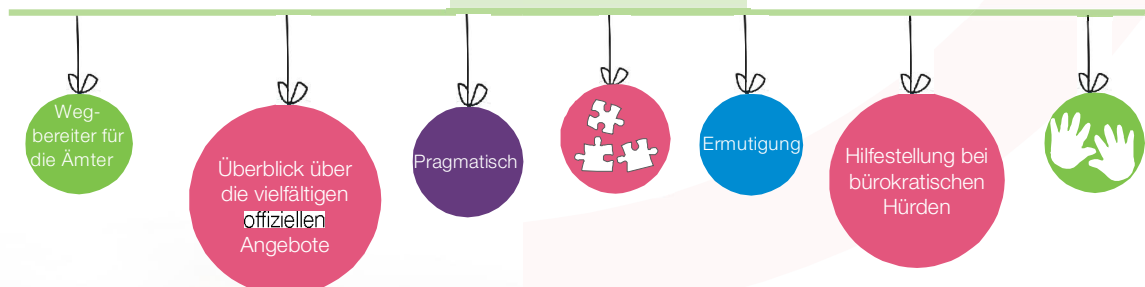 Weg-
bereiter für
die Ämter
Überblick über
die vielfältigen
offiziellen
Angebote
Pragmatisch
Ermutigung
Hilfestellung bei
bürokratischen
Hürden